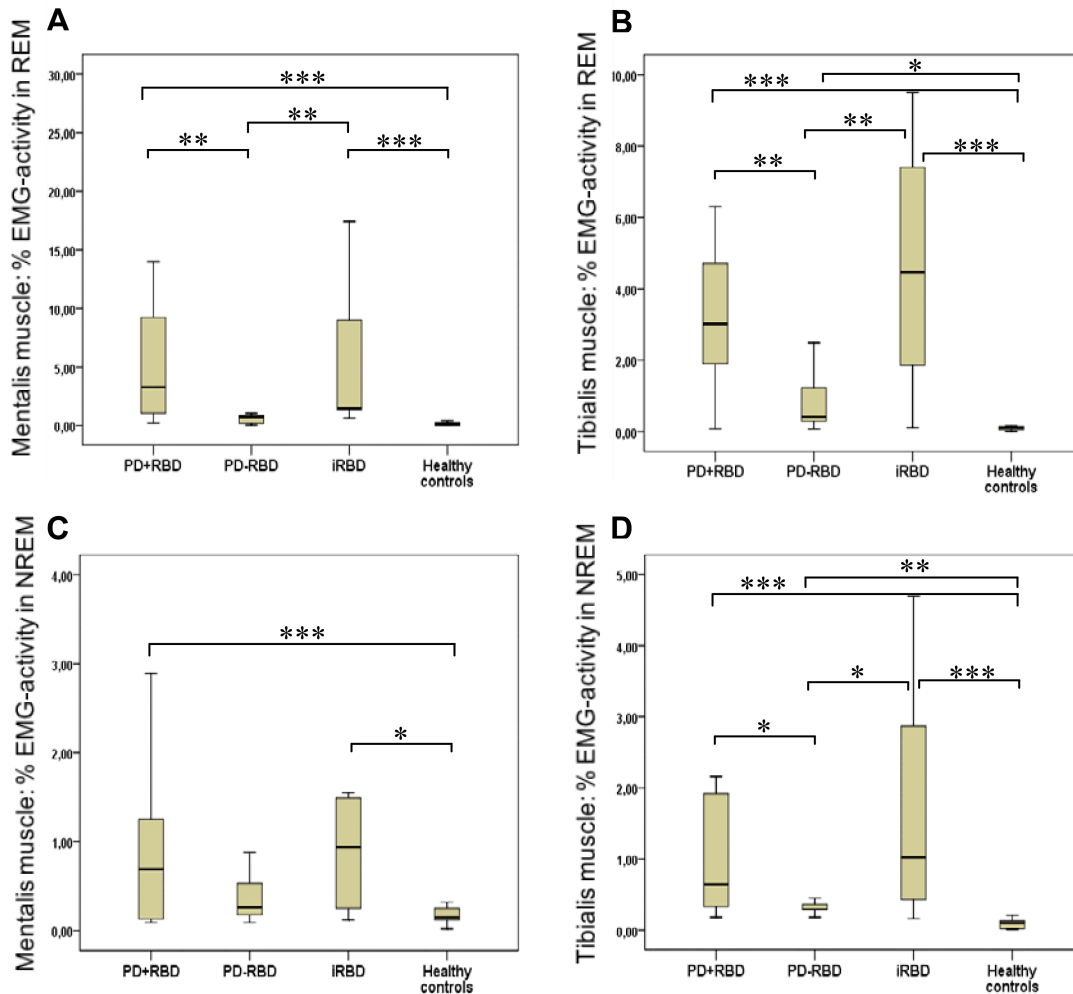 A
Mentalis muscle: % EMG-activity in REM
30,00
25,00
20,00
15,00
10,00
5,00
0,00
***
**
**
***
PD+RBD
PD-RBD
iRBD
Healthy
controls
B
Tibialis muscle: % EMG-activity in REM
10,00
8,00
6,00
4,00
2,00
0,00
*
***
**
***
**
PD+RBD
PD-RBD
iRBD
Healthy
controls
C
Mentalis muscle: % EMG-activity in NREM
4,00
3,00
2,00
1,00
0,00
***
*
PD+RBD
PD-RBD
iRBD
Healthy
controls
D
Tibialis muscle: % EMG-activity in NREM
5,00
4,00
3,00
2,00
1,00
0,00
**
***
*
***
*
PD+RBD
PD-RBD
iRBD
Healthy
controls